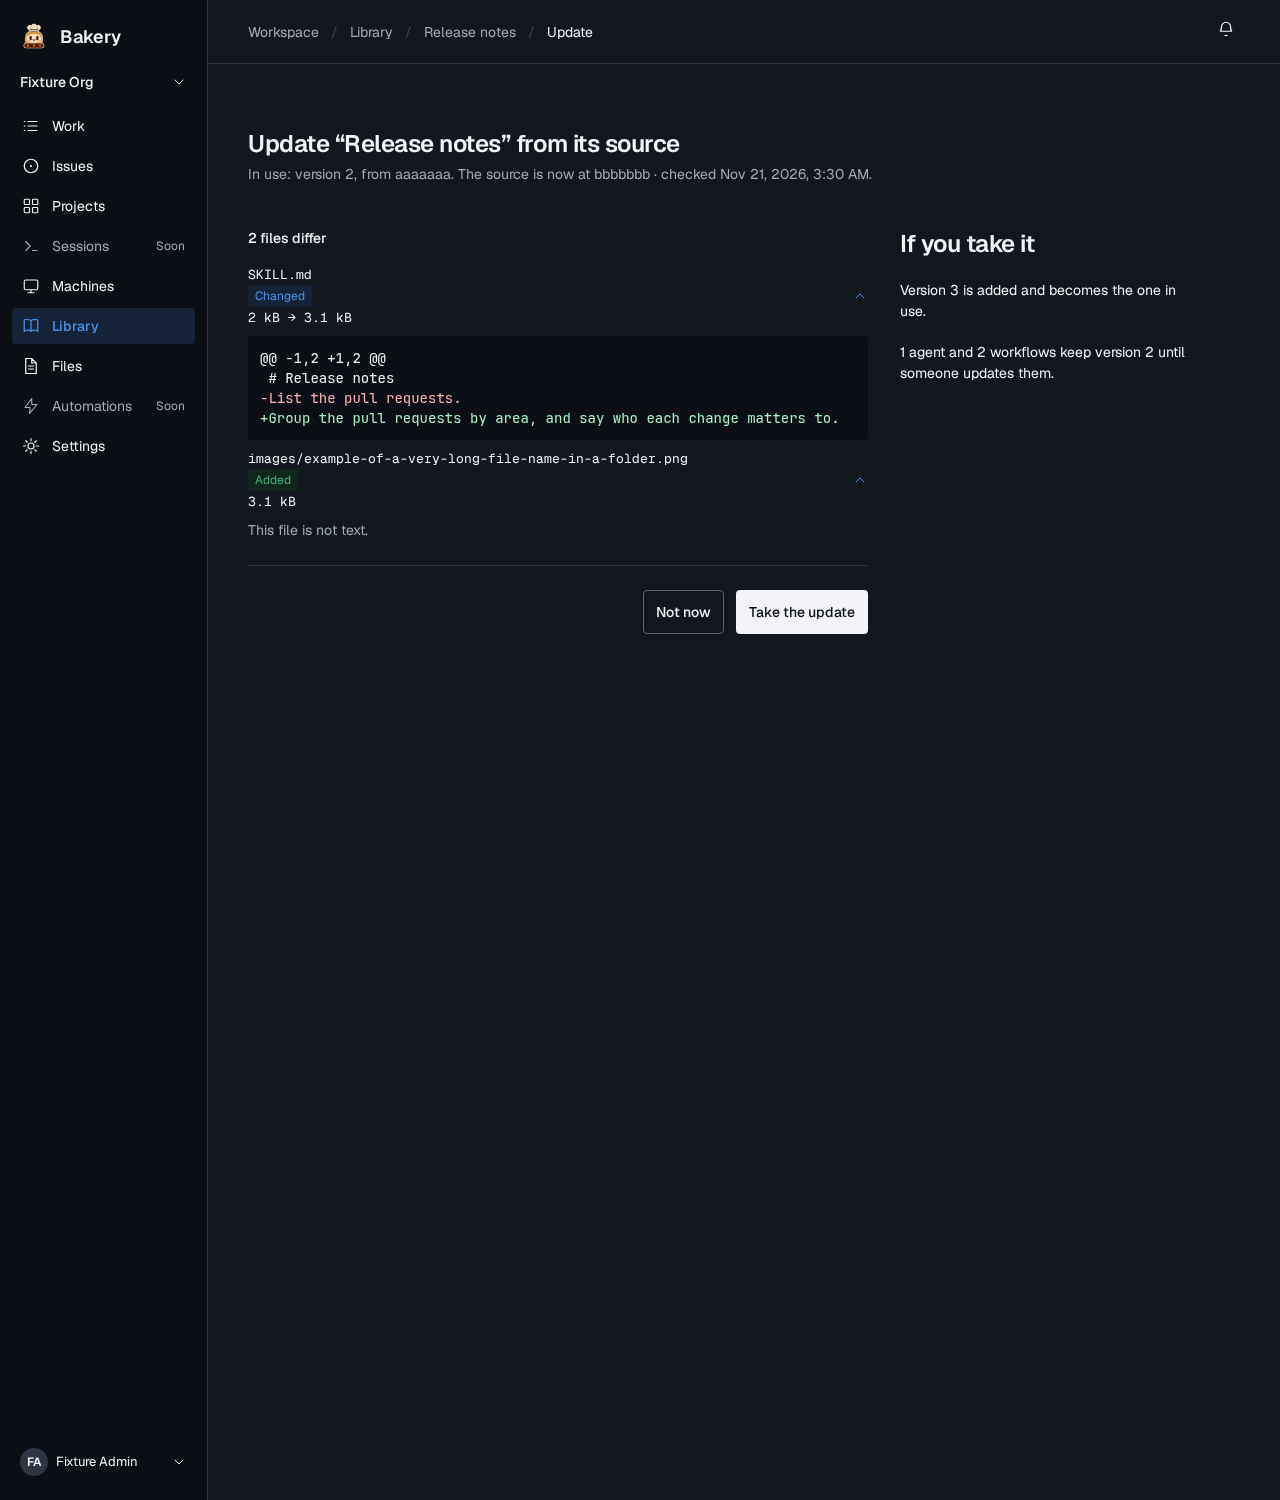 Bakery
Fixture Org
Work
Issues
Projects
Sessions Soon
Machines
Library
Files
Automations Soon
Settings
FA Fixture Admin
Workspace / Library / Release notes / Update
Update “Release notes” from its source
In use: version 2, from aaaaaaa. The source is now at bbbbbbb · checked Nov 21, 2026, 3:30 AM.
2 files differ
SKILL.md
Changed
2 kB → 3.1 kB
@@ -1,2 +1,2 @@
# Release notes
-List the pull requests.
+Group the pull requests by area, and say who each change matters to.
images/example-of-a-very-long-file-name-in-a-folder.png
Added
3.1 kB
This file is not text.
Not now
Take the update
If you take it
Version 3 is added and becomes the one in
use.
1 agent and 2 workflows keep version 2 until
someone updates them.